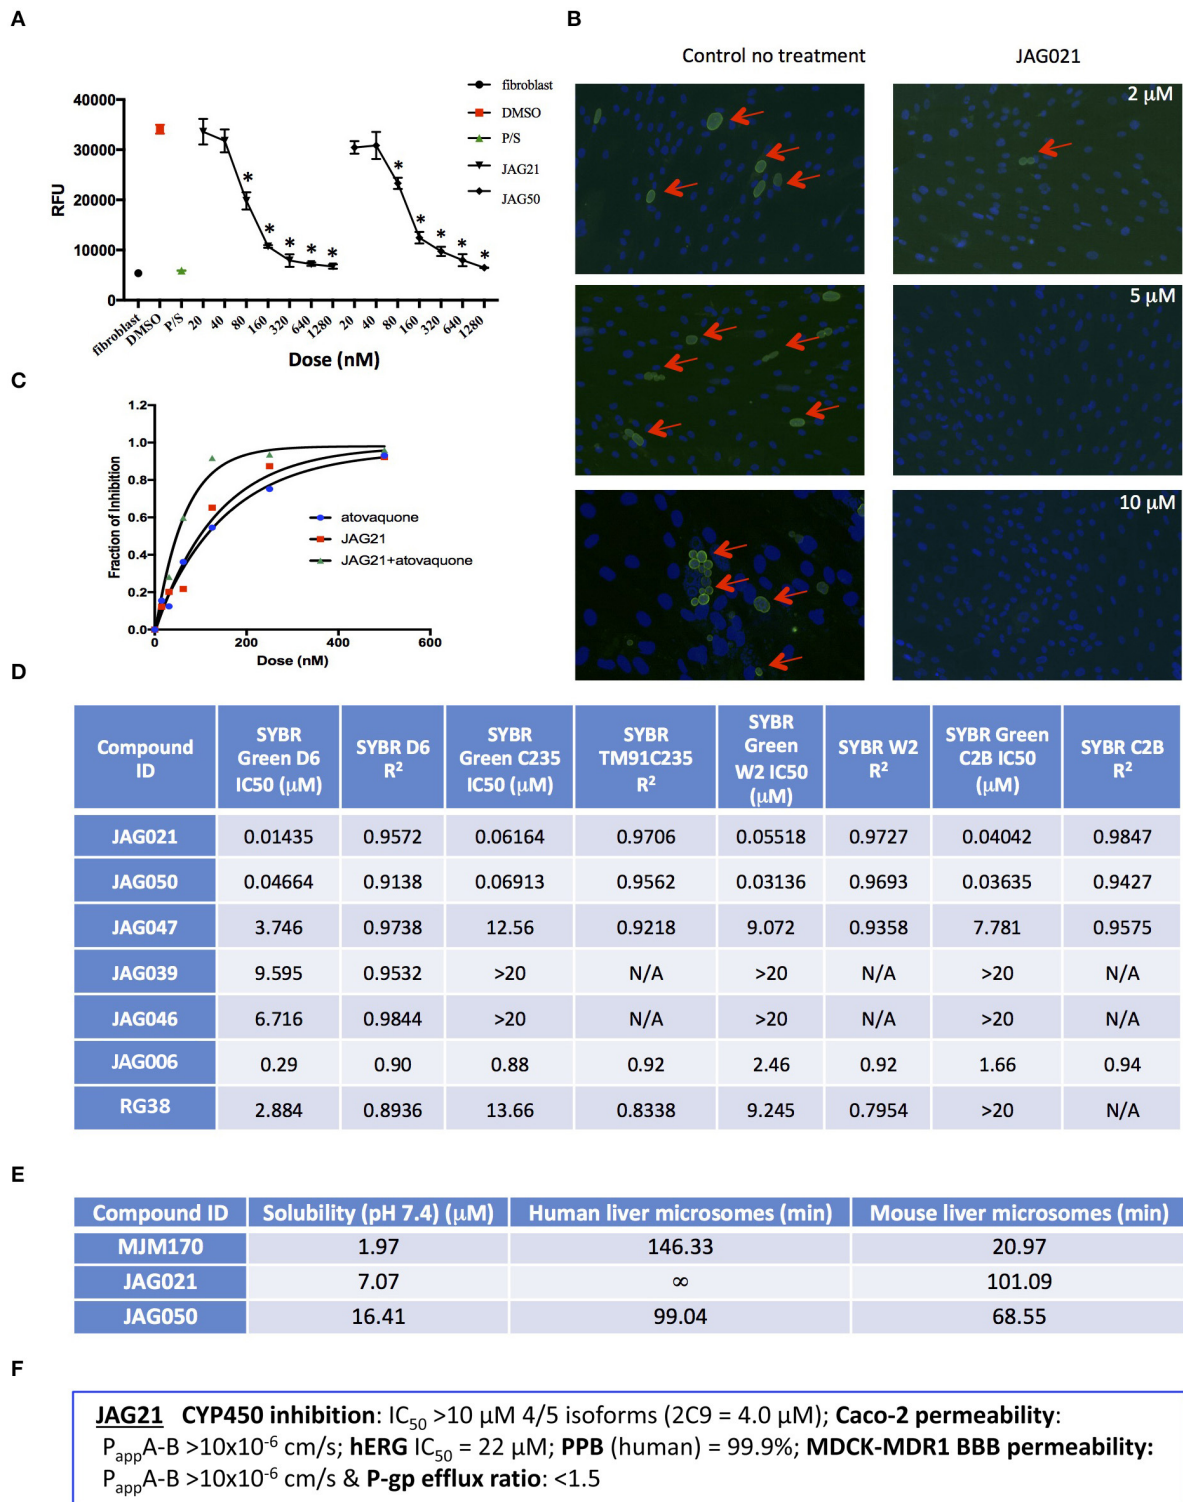 A
B
Control no treatment
JAG021
fibroblast
DMSO
P/S
JAG21
JAG50
40000
30000
20000
10000
0
RFU
* * * * *
* * * * *
fibroblast
DMSO
P/S
20
40
80
160
320
640
1280
20
40
80
160
320
640
1280
Dose (nM)
2 μM
5 μM
10 μM
C
1.2
1.0
0.8
0.6
0.4
0.2
0.0
Fraction of Inhibition
atovaquone
JAG21
JAG21+atovaquone
0 200 400 600
Dose (nM)
D
Compound ID | SYBR Green D6 IC50 (μM) | SYBR D6 R² | SYBR Green C235 IC50 (μM) | SYBR TM91C235 R² | SYBR Green W2 IC50 (μM) | SYBR W2 R² | SYBR Green C2B IC50 (μM) | SYBR C2B R²
JAG021 0.01435 0.9572 0.06164 0.9706 0.05518 0.9727 0.04042 0.9847
JAG050 0.04664 0.9138 0.06913 0.9562 0.03136 0.9693 0.03635 0.9427
JAG047 3.746 0.9738 12.56 0.9218 9.072 0.9358 7.781 0.9575
JAG039 9.595 0.9532 >20 N/A >20 N/A >20 N/A
JAG046 6.716 0.9844 >20 N/A >20 N/A >20 N/A
JAG006 0.29 0.90 0.88 0.92 2.46 0.92 1.66 0.94
RG38 2.884 0.8936 13.66 0.8338 9.245 0.7954 >20 N/A
E
Compound ID Solubility (pH 7.4) (μM) Human liver microsomes (min) Mouse liver microsomes (min)
MJM170 1.97 146.33 20.97
JAG021 7.07 ∞ 101.09
JAG050 16.41 99.04 68.55
F
JAG21 CYP450 inhibition: IC₅₀ >10 μM 4/5 isoforms (2C9 = 4.0 μM); Caco-2 permeability:
PappA-B >10x10⁻⁶ cm/s; hERG IC₅₀ = 22 μM; PPB (human) = 99.9%; MDCK-MDR1 BBB permeability:
PappA-B >10x10⁻⁶ cm/s & P-gp efflux ratio: <1.5